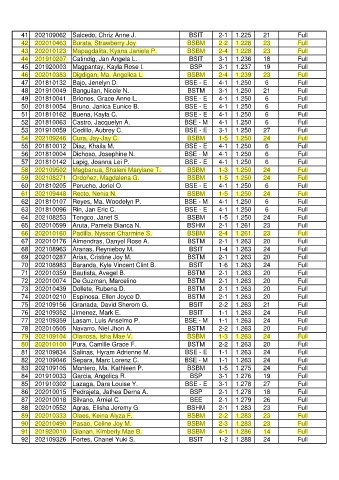 41 202109062 Salcedo, Chriz Anne J. BSIT 2-1 1.225 21 Full
42 202010463 Burata, Strawberry Joy BSBM 2-2 1.228 23 Full
43 202010123 Mapagdalita, Kyana Janiela P. BSBM 2-4 1.228 23 Full
44 201910207 Catindig, Jan Angela L. BSIT 3-1 1.236 18 Full
45 201920003 Magpantay, Kayla Rose I. BSP 3-1 1.237 19 Full
46 202010383 Digdigan, Ma. Angelica L. BSBM 2-4 1.239 23 Full
47 201810132 Bajo, Jenelyn D. BSE - E 4-1 1.250 6 Full
48 201910049 Banguilan, Nicole N. BSTM 3-1 1.250 21 Full
49 201810041 Briones, Grace Anne L. BSE - E 4-1 1.250 6 Full
50 201810054 Bruno, Janica Eunice B. BSE - E 4-1 1.250 6 Full
51 201810162 Buena, Kayla C. BSE - E 4-1 1.250 6 Full
52 201810063 Castro, Jacquelyn A. BSE - M 4-1 1.250 6 Full
53 201910059 Cedillo, Aubrey C. BSE - E 3-1 1.250 27 Full
54 202109246 Cura, Jay-Jay C. BSBM 1-5 1.250 24 Full
55 201810012 Diaz, Khaila M. BSE - E 4-1 1.250 6 Full
56 201810004 Dichoso, Josephine N. BSE - M 4-1 1.250 6 Full
57 201810142 Lapig, Joanna Lei P. BSE - E 4-1 1.250 6 Full
58 202109502 Magbanua, Shalani Marylane T. BSBM 1-3 1.250 24 Full
59 202108271 Ordoñez, Magdalena G. BSBM 1-5 1.250 24 Full
60 201810205 Perucho, Joriel O. BSE - E 4-1 1.250 6 Full
61 202109448 Recto, Nenia N. BSBM 1-5 1.250 24 Full
62 201810107 Reyes, Ma. Woodelyn P. BSE - M 4-1 1.250 6 Full
63 201810096 Rin, Jan Eric C. BSE - E 4-1 1.250 6 Full
64 202108253 Tengco, Janet S. BSBM 1-5 1.250 24 Full
65 202010599 Aruta, Pamela Bianca N. BSHM 2-1 1.261 23 Full
66 202010160 Padilla, Nysson Charmine S. BSBM 2-4 1.261 23 Full
67 202010176 Almendras, Danyel Rose A. BSTM 2-1 1.263 20 Full
68 202108963 Aranas, Reyniebloy M. BSIT 1-4 1.263 24 Full
69 202010287 Arias, Cristine Joy M. BSTM 2-1 1.263 20 Full
70 202108983 Baranda, Kyle Vincent Clint B. BSIT 1-6 1.263 24 Full
71 202010359 Bautista, Avegel B. BSTM 2-1 1.263 20 Full
72 202010074 De Guzman, Marcelino BSTM 2-1 1.263 20 Full
73 202010439 Dollete, Rubena D. BSTM 2-1 1.263 20 Full
74 202010210 Espinosa, Ellen Joyce D. BSTM 2-1 1.263 20 Full
75 202109156 Granada, David Sherom G. BSIT 2-2 1.263 21 Full
76 202109352 Jimenez, Mark E. BSIT 1-1 1.263 24 Full
77 202109359 Lasam, Luis Anselmo P. BSE - M 1-1 1.263 24 Full
78 202010505 Navarro, Niel Jhon A. BSTM 2-2 1.263 20 Full
79 202109104 Olanosa, Isha Mae V. BSBM 1-3 1.263 24 Full
80 202010100 Pura, Camille Grace F. BSTM 2-2 1.263 20 Full
81 202109834 Salinas, Hyram Adrienne M. BSE - E 1-1 1.263 24 Full
82 202109046 Separa, Marc Lorenz C. BSE - M 1-1 1.263 24 Full
83 202109105 Montero, Ma. Kathleen P. BSBM 1-5 1.275 24 Full
84 201910033 Garcia, Angelica R. BSP 3-1 1.276 19 Full
85 201910302 Lazaga, Dara Louise Y. BSE - E 3-1 1.278 27 Full
86 202010015 Pedrajeta, Jethea Derna A. BSP 2-1 1.278 18 Full
87 202010016 Silvano, Amiel C. BEE 2-1 1.279 26 Full
88 202010552 Agras, Elisha Jeremy G. BSHM 2-1 1.283 23 Full
89 202010333 Olaes, Keina Alyza F. BSBM 2-2 1.283 23 Full
90 202010490 Pasao, Celine Joy M. BSBM 2-3 1.283 23 Full
91 201920010 Gianan, Kimberly Mae B. BSBM 4-1 1.286 14 Full
92 202109326 Fortes, Chanel Yuki S. BSIT 1-2 1.288 24 Full